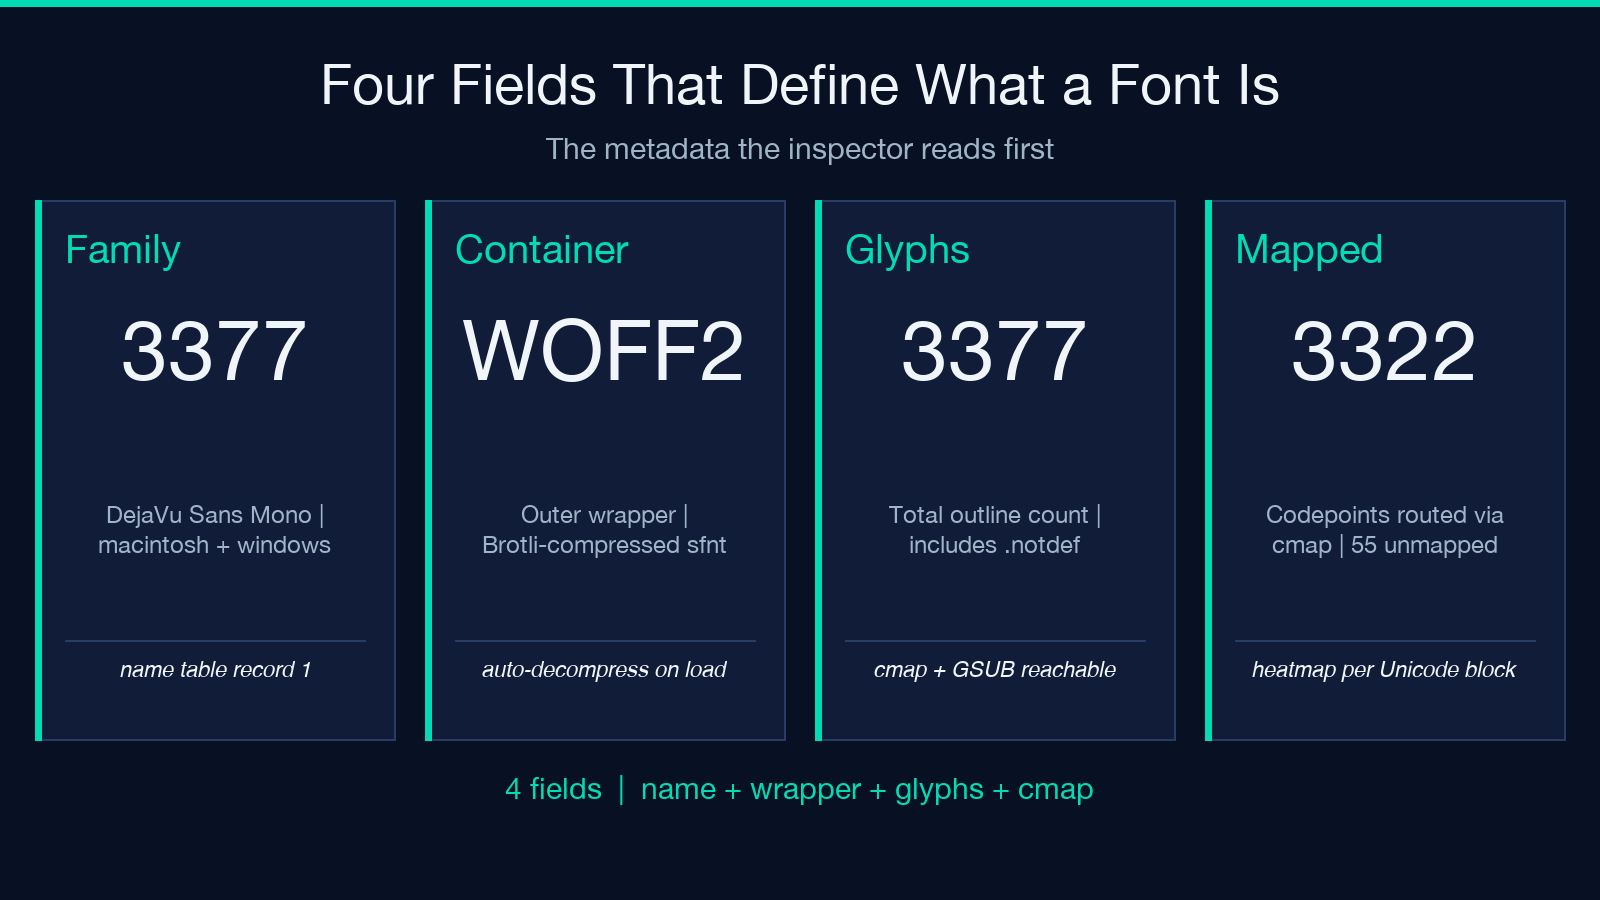 Four Fields That Define What a Font Is
The metadata the inspector reads first
Family
3377
DejaVu Sans Mono |
macintosh + windows
name table record 1
Container
WOFF2
Outer wrapper |
Brotli-compressed sfnt
auto-decompress on load
Glyphs
3377
Total outline count |
includes .notdef
cmap + GSUB reachable
Mapped
3322
Codepoints routed via
cmap | 55 unmapped
heatmap per Unicode block
4 fields | name + wrapper + glyphs + cmap